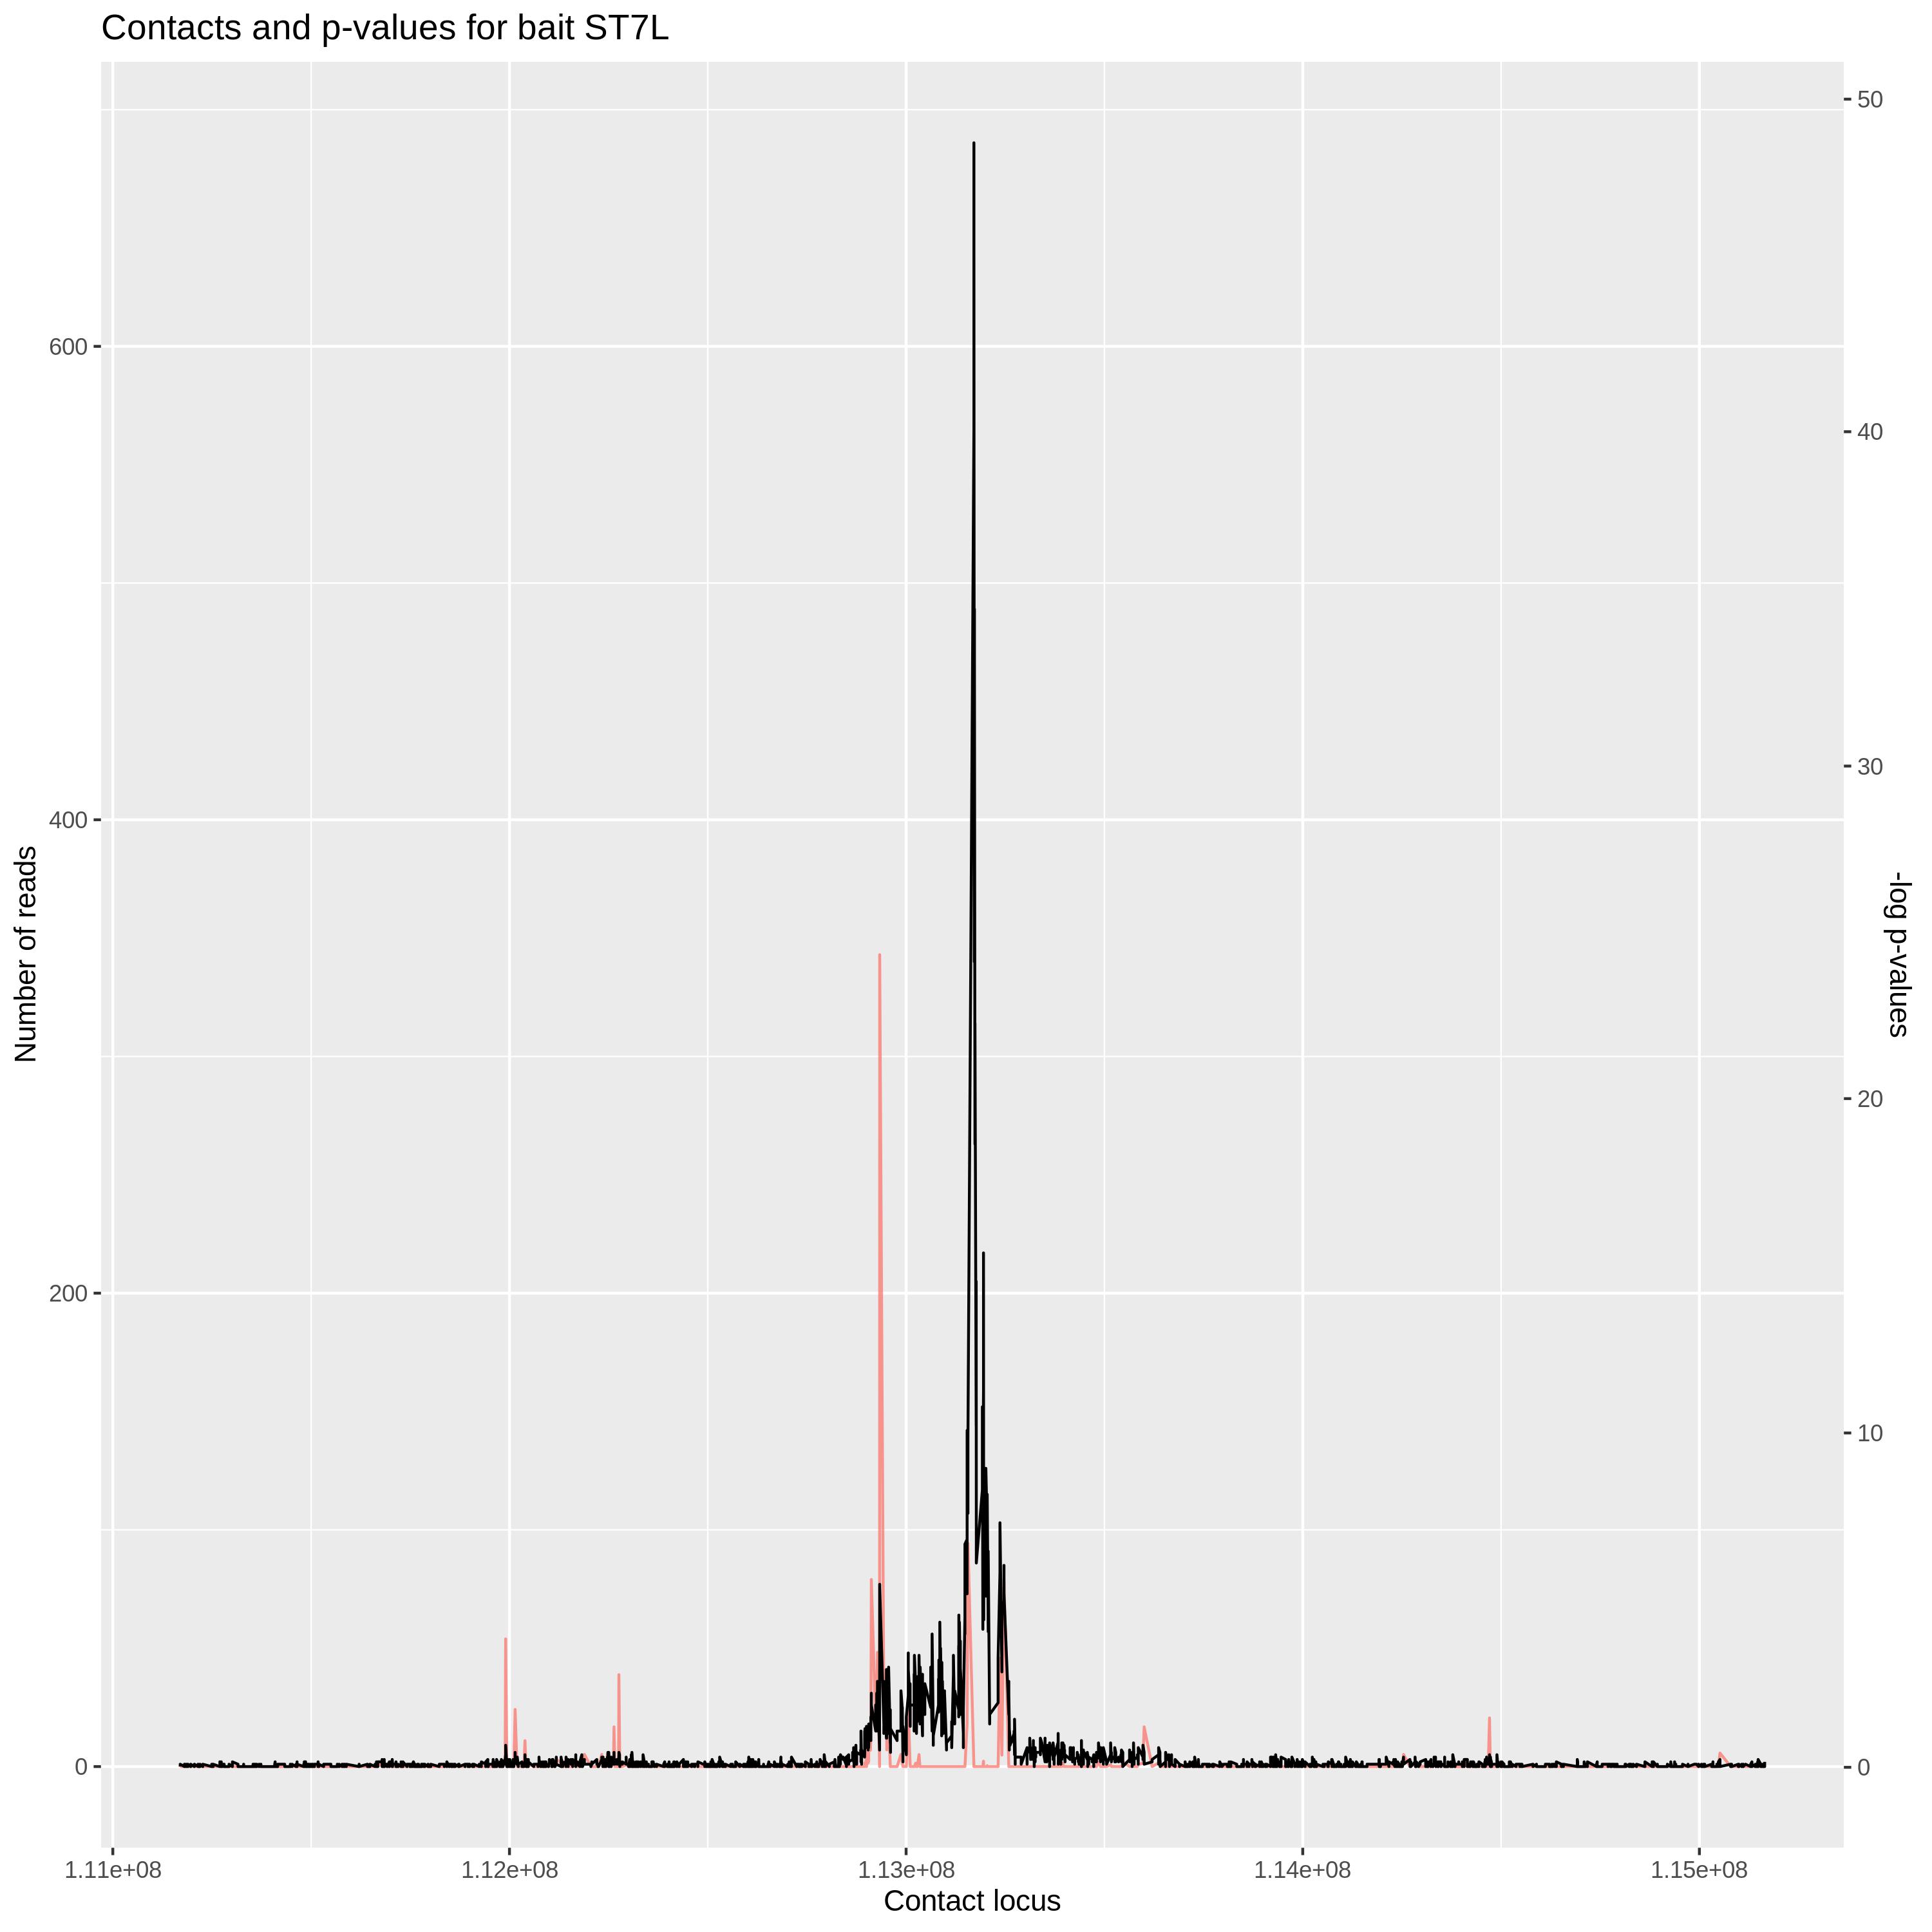 Contacts and p-values for bait ST7L
50
40
30
20
10
0
600
400
200
0
Number of reads
-log p-values
1.11e+08 1.12e+08 1.13e+08 1.14e+08 1.15e+08
Contact locus